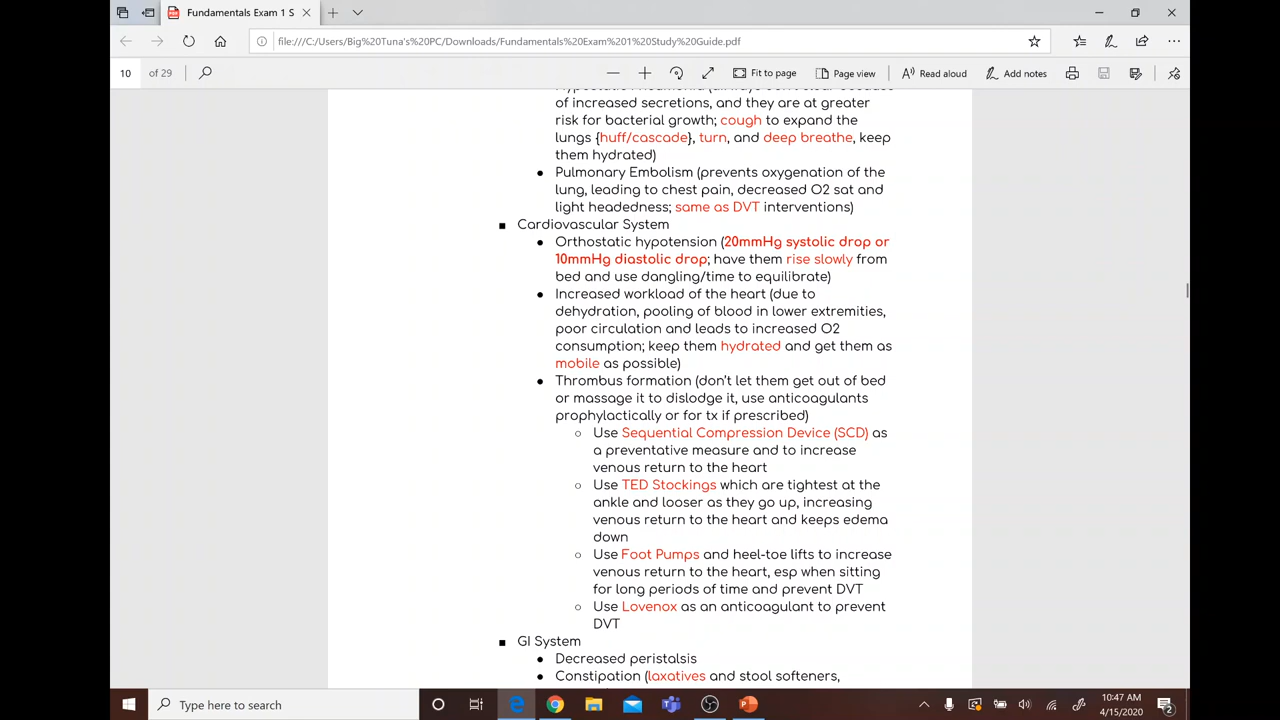 Fundamentals Exam 1 S
file:///C:/Users/Big%20Tuna's%20PC/Downloads/Fundamentals%20Exam%201%20Study%20Guide.pdf
10 of 29
Fit to page
Page view
Read aloud
Add notes
Hypostatic Pneumonia (airways don't clear because
of increased secretions, and they are at greater
risk for bacterial growth; cough to expand the
lungs {huff/cascade}, turn, and deep breathe, keep
them hydrated)
● Pulmonary Embolism (prevents oxygenation of the
lung, leading to chest pain, decreased O2 sat and
light headedness; same as DVT interventions)
■ Cardiovascular System
● Orthostatic hypotension (20mmHg systolic drop or
10mmHg diastolic drop; have them rise slowly from
bed and use dangling/time to equilibrate)
● Increased workload of the heart (due to
dehydration, pooling of blood in lower extremities,
poor circulation and leads to increased O2
consumption; keep them hydrated and get them as
mobile as possible)
● Thrombus formation (don't let them get out of bed
or massage it to dislodge it, use anticoagulants
prophylactically or for tx if prescribed)
○ Use Sequential Compression Device (SCD) as
a preventative measure and to increase
venous return to the heart
○ Use TED Stockings which are tightest at the
ankle and looser as they go up, increasing
venous return to the heart and keeps edema
down
○ Use Foot Pumps and heel-toe lifts to increase
venous return to the heart, esp when sitting
for long periods of time and prevent DVT
○ Use Lovenox as an anticoagulant to prevent
DVT
■ GI System
● Decreased peristalsis
● Constipation (laxatives and stool softeners,
Type here to search
10:47 AM
4/15/2020
2